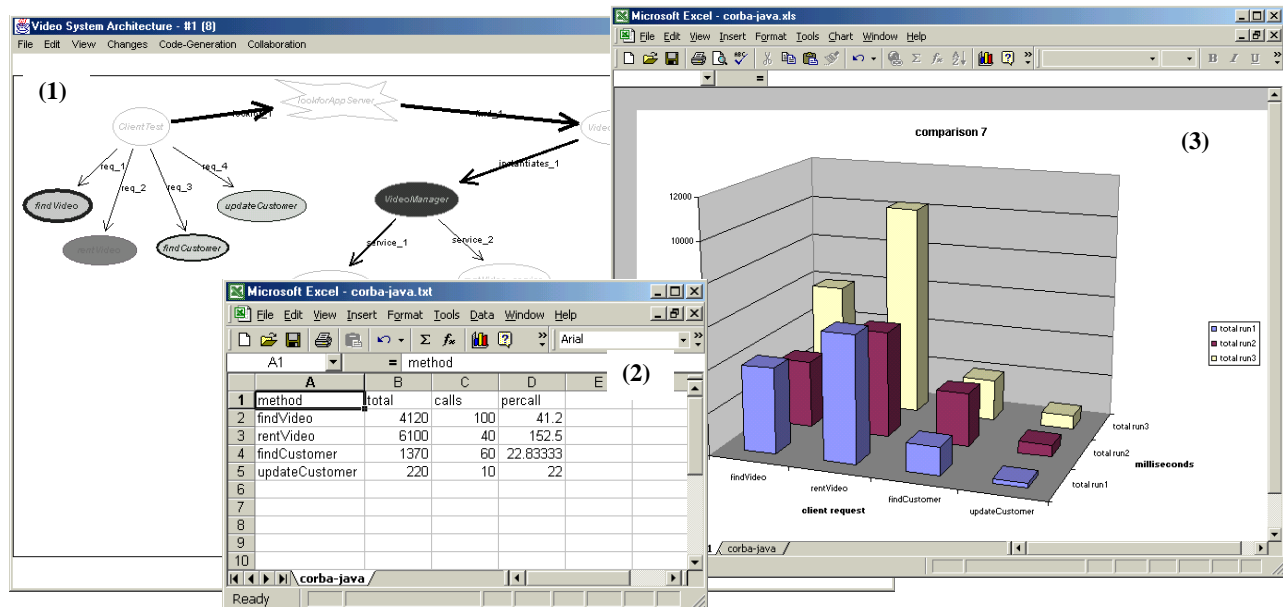 Video System Architecture - #1 (8)
File Edit View Changes Code-Generation Collaboration
(1)
lookforAppServer
ClientTest
lookfor_1
find_1
Video
req_1
req_2
req_3
req_4
instantiates_1
findVideo
rentVideo
findCustomer
updateCustomer
VideoManager
service_1
service_2
Microsoft Excel - corba-java.txt
File Edit View Insert Format Tools Data Window Help
Arial
A1 = method
(2)
A B C D E
1 method total calls percall
2 findVideo 4120 100 41.2
3 rentVideo 6100 40 152.5
4 findCustomer 1370 60 22.83333
5 updateCustomer 220 10 22
6
7
8
9
10
corba-java
Ready
Microsoft Excel - corba-java.xls
File Edit View Insert Format Tools Chart Window Help
B I U
=
comparison 7
(3)
12000
10000
total run1
total run2
total run3
total run3
total run2
total run1
milliseconds
findVideo
rentVideo
findCustomer
updateCustomer
client request
1 corba-java